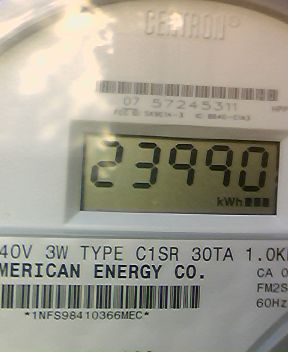 CENTRON®
07 57245311
23990
kWh
40V 3W TYPE C1SR 30TA 1.0K
MERICAN ENERGY CO.
CA 0
FM2S
60Hz
*1NFS98410366MEC*